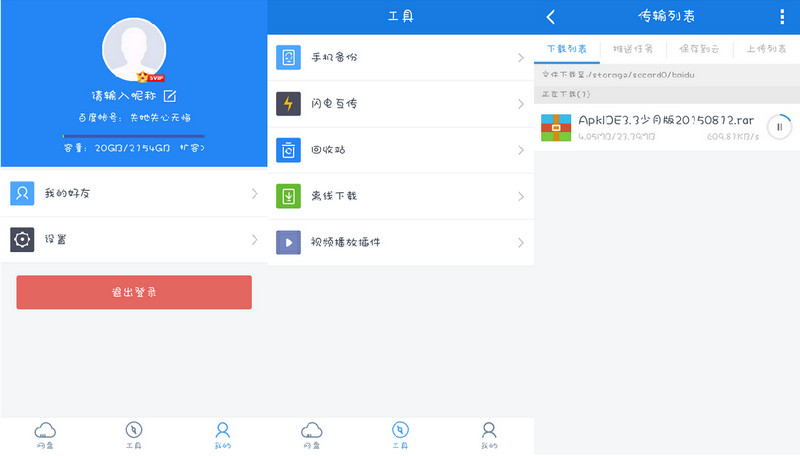 SVIP
请输入昵称
百度帐号: 失她失心无悔
容量: 20GB/2154GB 扩容>
我的好友
设置
退出登录
网盘
工具
我的
工具
手机备份
闪电互传
回收站
离线下载
视频播放插件
网盘
工具
我的
传输列表
下载列表
推送任务
保存到云
上传列表
文件下载至:/storage/sdcard0/baidu
正在下载(1)
ApkIDE3.3少月版20150812.rar
4.05MB/23.39MB
609.81KB/s